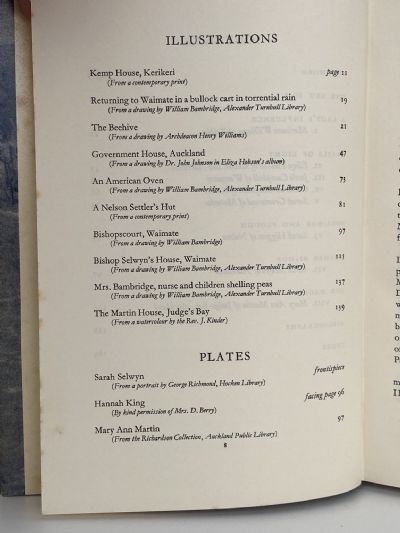 ILLUSTRATIONS
Kemp House, Kerikeri page 11
(From a contemporary print)
Returning to Waimate in a bullock cart in torrential rain 19
(From a drawing by William Bambridge, Alexander Turnbull Library)
The Beehive 21
(From a drawing by Archdeacon Henry Williams)
Government House, Auckland 47
(From a drawing by Dr. John Johnson in Eliza Hobson's album)
An American Oven 73
(From a drawing by William Bambridge, Alexander Turnbull Library)
A Nelson Settler's Hut 81
(From a contemporary print)
Bishopscourt, Waimate 97
(From a drawing by William Bambridge)
Bishop Selwyn's House, Waimate 113
(From a drawing by William Bambridge, Alexander Turnbull Library)
Mrs. Bambridge, nurse and children shelling peas 137
(From a drawing by William Bambridge, Alexander Turnbull Library)
The Martin House, Judge's Bay 139
(From a watercolour by the Rev. J. Kinder)
PLATES
Sarah Selwyn frontispiece
(From a portrait by George Richmond, Hocken Library)
Hannah King facing page 96
(By kind permission of Mrs. D. Berry)
Mary Ann Martin 97
(From the Richardson Collection, Auckland Public Library)
8